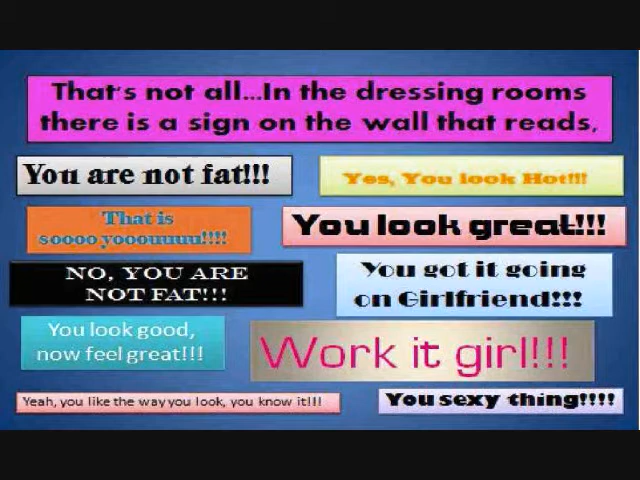 That's not all...In the dressing rooms
there is a sign on the wall that reads,
You are not fat!!!
Yes, You look Hot!!!
That is
soooo yooouuuu!!!!
You look great!!!
NO, YOU ARE
NOT FAT!!!
You got it going
on Girlfriend!!!
You look good,
now feel great!!!
Work it girl!!!
Yeah, you like the way you look, you know it!!!
You sexy thing!!!!